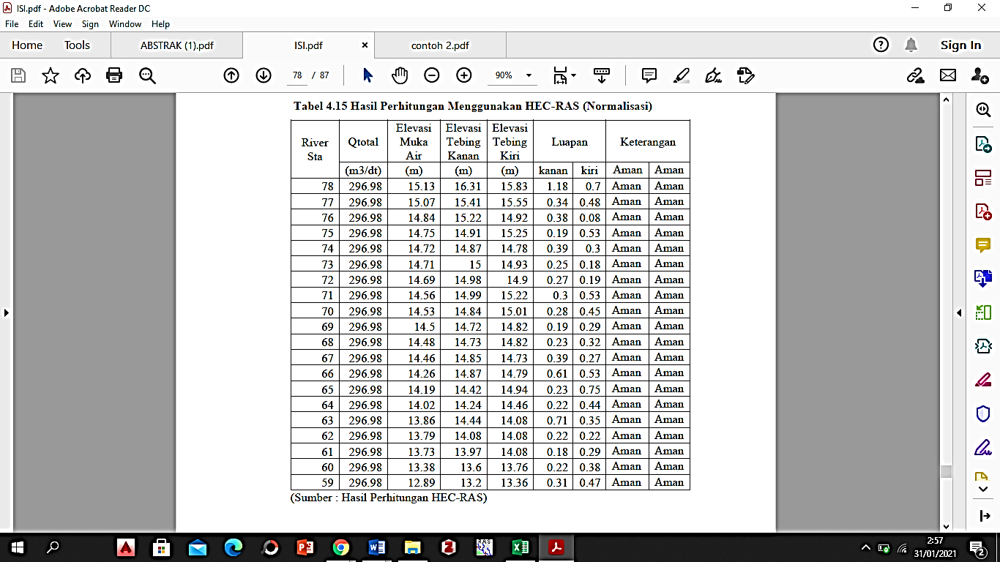 ISI.pdf - Adobe Acrobat Reader DC
File Edit View Sign Window Help
Home Tools ABSTRAK (1).pdf ISI.pdf × contoh 2.pdf Sign In
78 / 87 90%
Tabel 4.15 Hasil Perhitungan Menggunakan HEC-RAS (Normalisasi)
River Sta Qtotal Elevasi Muka Air Elevasi Tebing Kanan Elevasi Tebing Kiri Luapan Keterangan
(m3/dt) (m) (m) (m) kanan kiri Aman Aman
78 296.98 15.13 16.31 15.83 1.18 0.7 Aman Aman
77 296.98 15.07 15.41 15.55 0.34 0.48 Aman Aman
76 296.98 14.84 15.22 14.92 0.38 0.08 Aman Aman
75 296.98 14.75 14.91 15.25 0.19 0.53 Aman Aman
74 296.98 14.72 14.87 14.78 0.39 0.3 Aman Aman
73 296.98 14.71 15 14.93 0.25 0.18 Aman Aman
72 296.98 14.69 14.98 14.9 0.27 0.19 Aman Aman
71 296.98 14.56 14.99 15.22 0.3 0.53 Aman Aman
70 296.98 14.53 14.84 15.01 0.28 0.45 Aman Aman
69 296.98 14.5 14.72 14.82 0.19 0.29 Aman Aman
68 296.98 14.48 14.73 14.82 0.23 0.32 Aman Aman
67 296.98 14.46 14.85 14.73 0.39 0.27 Aman Aman
66 296.98 14.26 14.87 14.79 0.61 0.53 Aman Aman
65 296.98 14.19 14.42 14.94 0.23 0.75 Aman Aman
64 296.98 14.02 14.24 14.46 0.22 0.44 Aman Aman
63 296.98 13.86 14.44 14.08 0.71 0.35 Aman Aman
62 296.98 13.79 14.08 14.08 0.22 0.22 Aman Aman
61 296.98 13.73 13.97 14.08 0.18 0.29 Aman Aman
60 296.98 13.38 13.6 13.76 0.22 0.38 Aman Aman
59 296.98 12.89 13.2 13.36 0.31 0.47 Aman Aman
(Sumber : Hasil Perhitungan HEC-RAS)
2:57
31/01/2021
2